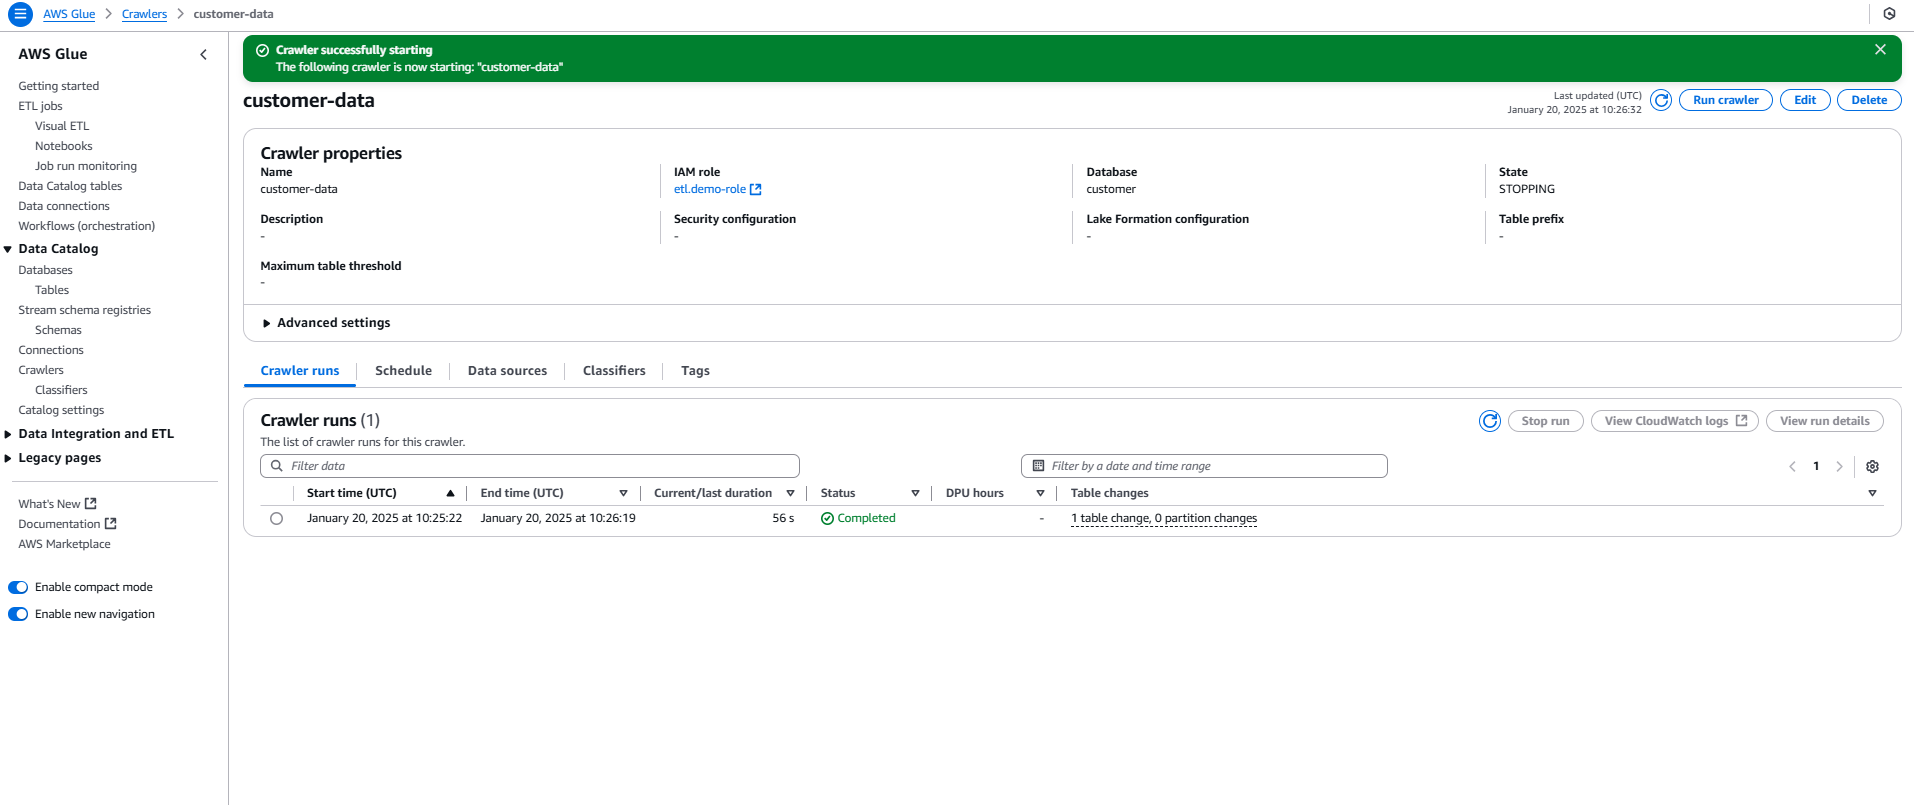 AWS Glue > Crawlers > customer-data
AWS Glue
Getting started
ETL jobs
Visual ETL
Notebooks
Job run monitoring
Data Catalog tables
Data connections
Workflows (orchestration)
Data Catalog
Databases
Tables
Stream schema registries
Schemas
Connections
Crawlers
Classifiers
Catalog settings
Data Integration and ETL
Legacy pages
What's New
Documentation
AWS Marketplace
Enable compact mode
Enable new navigation
Crawler successfully starting
The following crawler is now starting: "customer-data"
customer-data
Last updated (UTC)
January 20, 2025 at 10:26:32
Run crawler Edit Delete
Crawler properties
Name IAM role Database State
customer-data etl.demo-role customer STOPPING
Description Security configuration Lake Formation configuration Table prefix
- - - -
Maximum table threshold
-
Advanced settings
Crawler runs Schedule Data sources Classifiers Tags
Crawler runs (1)
Stop run View CloudWatch logs View run details
The list of crawler runs for this crawler.
Filter data Filter by a date and time range 1
Start time (UTC) End time (UTC) Current/last duration Status DPU hours Table changes
January 20, 2025 at 10:25:22 January 20, 2025 at 10:26:19 56 s Completed - 1 table change, 0 partition changes